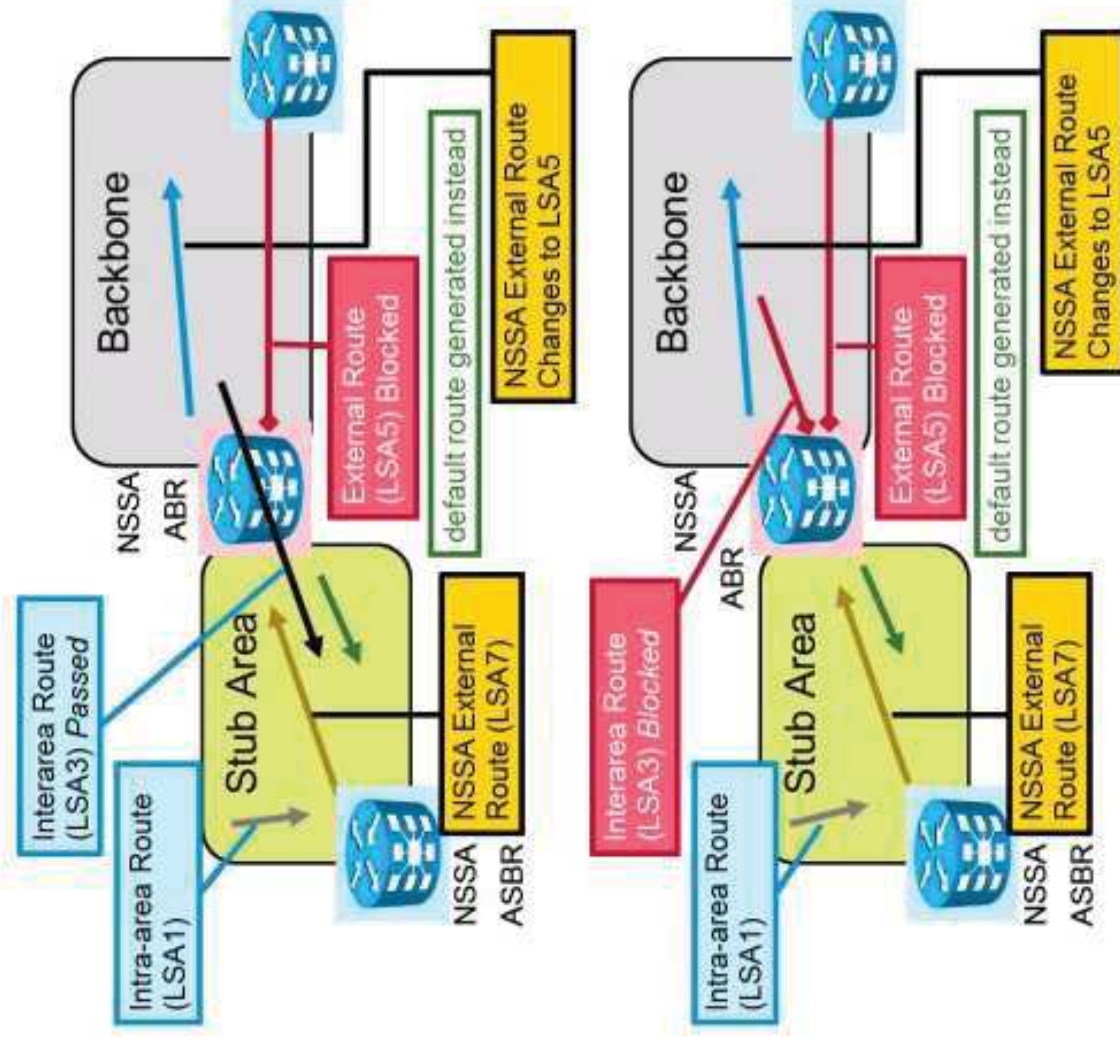 Interarea Route
(LSA3) Passed
Intra-area Route
(LSA1)
NSSA
ABR
Backbone
Stub Area
External Route
(LSA5) Blocked
default route generated instead
NSSA
ASBR
NSSA External
Route (LSA7)
NSSA External Route
Changes to LSA5
Interarea Route
(LSA3) Blocked
Intra-area Route
(LSA1)
NSSA
ABR
Backbone
Stub Area
External Route
(LSA5) Blocked
default route generated instead
NSSA
ASBR
NSSA External
Route (LSA7)
NSSA External Route
Changes to LSA5